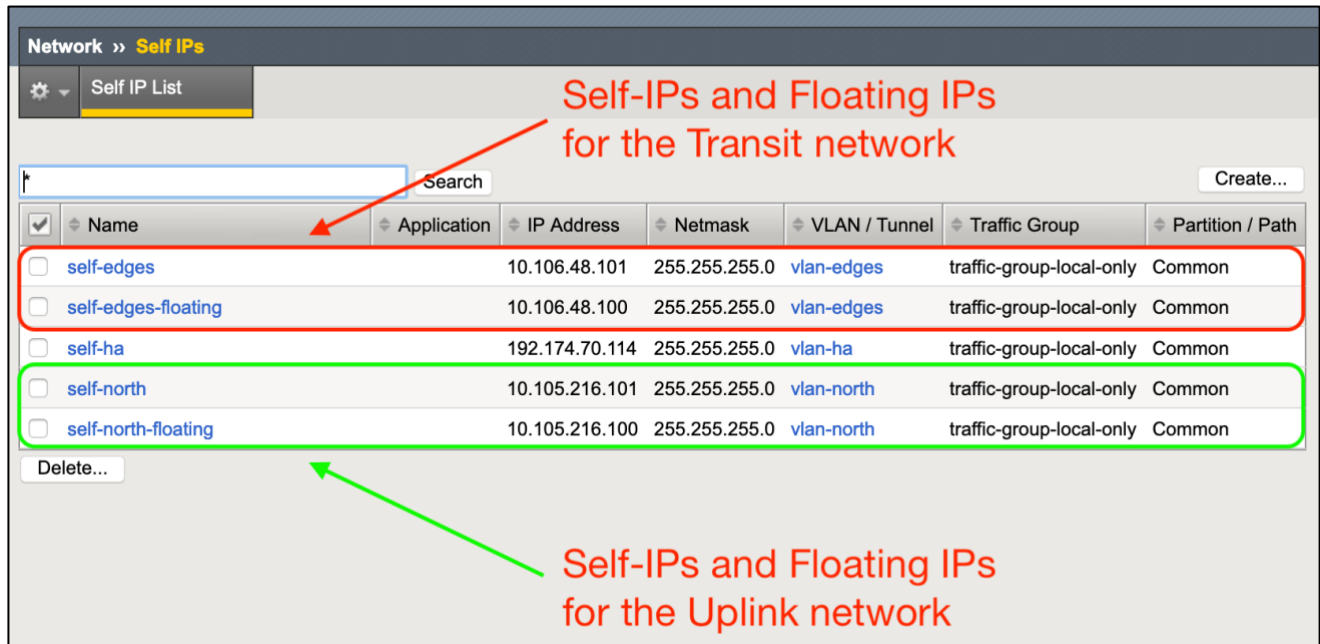 Network ›› Self IPs
Self IP List
Self-IPs and Floating IPs
for the Transit network
* Search Create...
Name Application IP Address Netmask VLAN / Tunnel Traffic Group Partition / Path
self-edges 10.106.48.101 255.255.255.0 vlan-edges traffic-group-local-only Common
self-edges-floating 10.106.48.100 255.255.255.0 vlan-edges traffic-group-local-only Common
self-ha 192.174.70.114 255.255.255.0 vlan-ha traffic-group-local-only Common
self-north 10.105.216.101 255.255.255.0 vlan-north traffic-group-local-only Common
self-north-floating 10.105.216.100 255.255.255.0 vlan-north traffic-group-local-only Common
Delete...
Self-IPs and Floating IPs
for the Uplink network